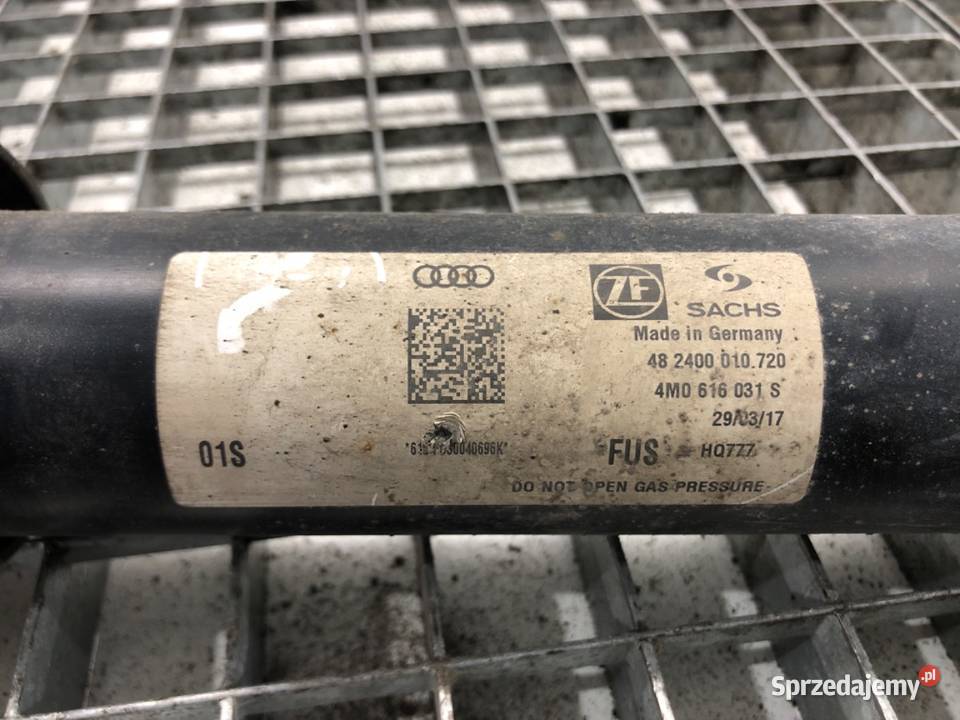 ZF
SACHS
Made in Germany
48 2400 010.720
4M0 616 031 S
29/03/17
01S
FUS HQ777
DO NOT OPEN GAS PRESSURE
Sprzedajemy.pl